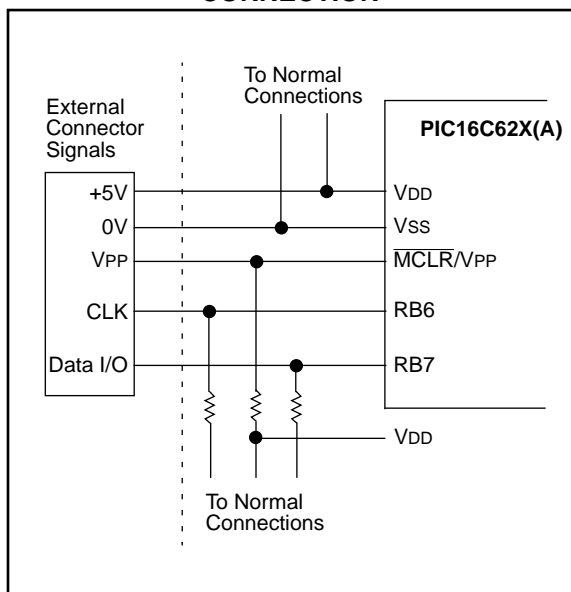 CONNECTION
To Normal
Connections
External
Connector
Signals
PIC16C62X(A)
+5V
VDD
0V
VSS
VPP
MCLR/VPP
CLK
RB6
Data I/O
RB7
VDD
To Normal
Connections